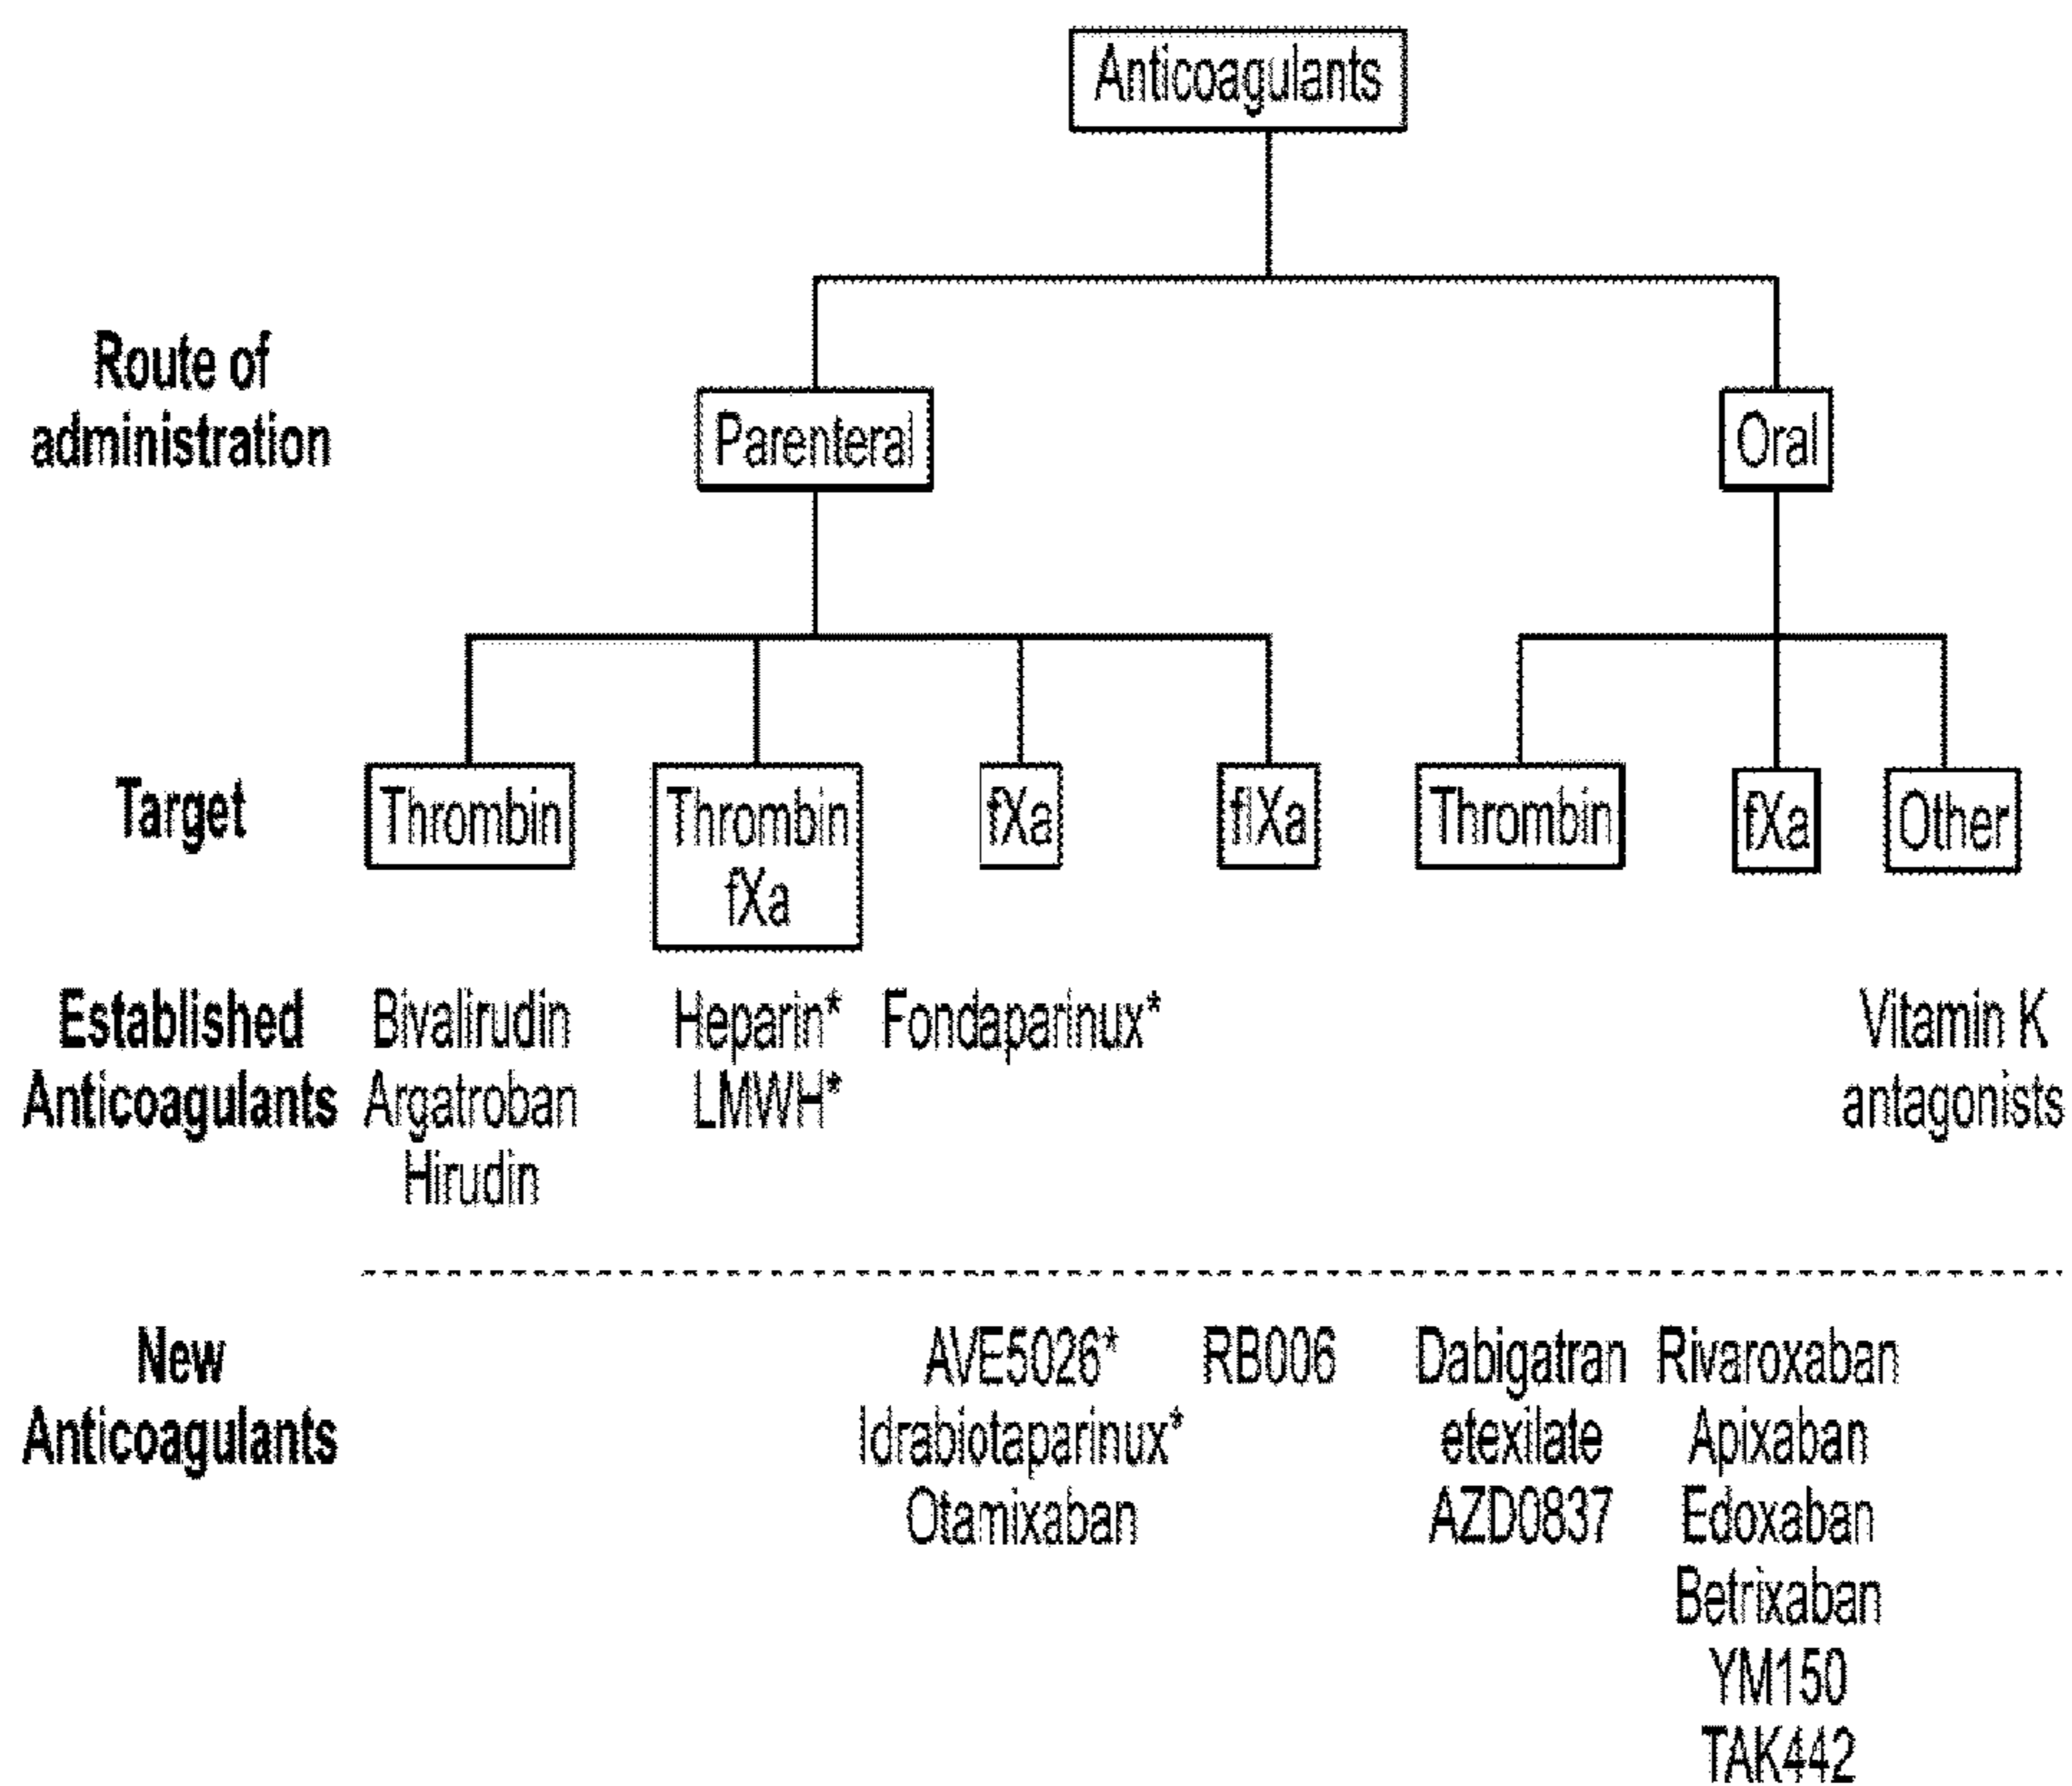 Anticoagulants
Route of
administration
Parenteral
Oral
Target
Thrombin
Thrombin
fXa
fXa
fIXa
Thrombin
fXa
Other
Established
Anticoagulants
Bivalirudin
Argatroban
Hirudin
Heparin*
LMWH*
Fondaparinux*
Vitamin K
antagonists
New
Anticoagulants
AVE5026*
Idrabiotaparinux*
Otamixaban
RB006
Dabigatran
etexilate
AZD0837
Rivaroxaban
Apixaban
Edoxaban
Betrixaban
YM150
TAK442